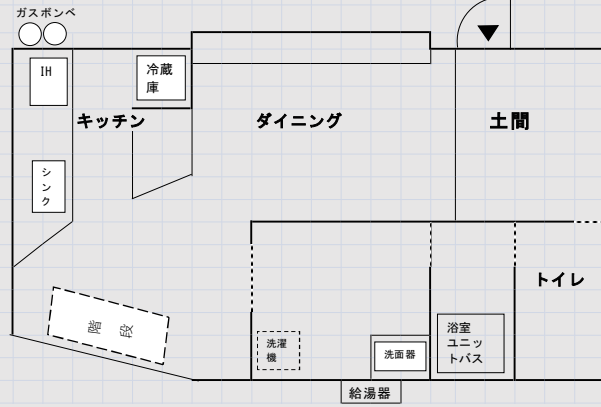 ガスボンベ
IH
冷蔵
庫
キッチン
ダイニング
土間
シ
ン
ク
トイレ
階段
洗濯
機
洗面器
浴室
ユニッ
トバス
給湯器